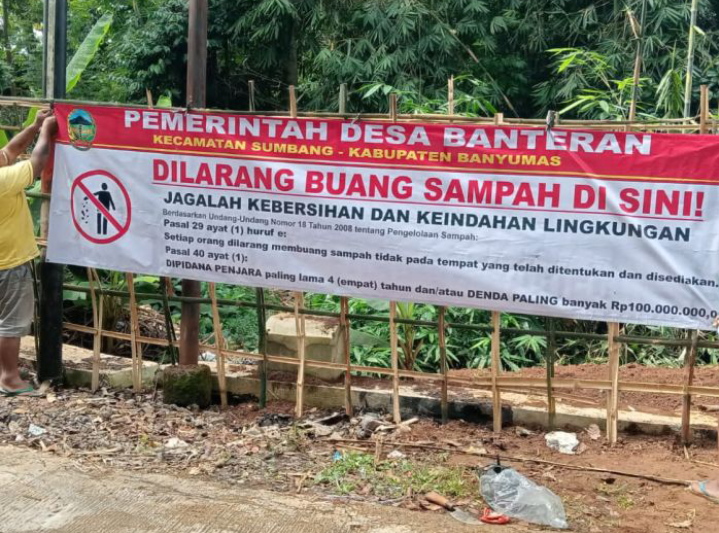 PEMERINTAH DESA BANTERAN
KECAMATAN SUMBANG - KABUPATEN BANYUMAS
DILARANG BUANG SAMPAH DI SINI!
JAGALAH KEBERSIHAN DAN KEINDAHAN LINGKUNGAN
Berdasarkan Undang-Undang Nomor 18 Tahun 2008 tentang Pengelolaan Sampah:
Pasal 29 ayat (1) huruf e:
Setiap orang dilarang membuang sampah tidak pada tempat yang telah ditentukan dan disediakan.
Pasal 40 ayat (1):
DIPIDANA PENJARA paling lama 4 (empat) tahun dan/atau DENDA PALING banyak Rp100.000.000,0